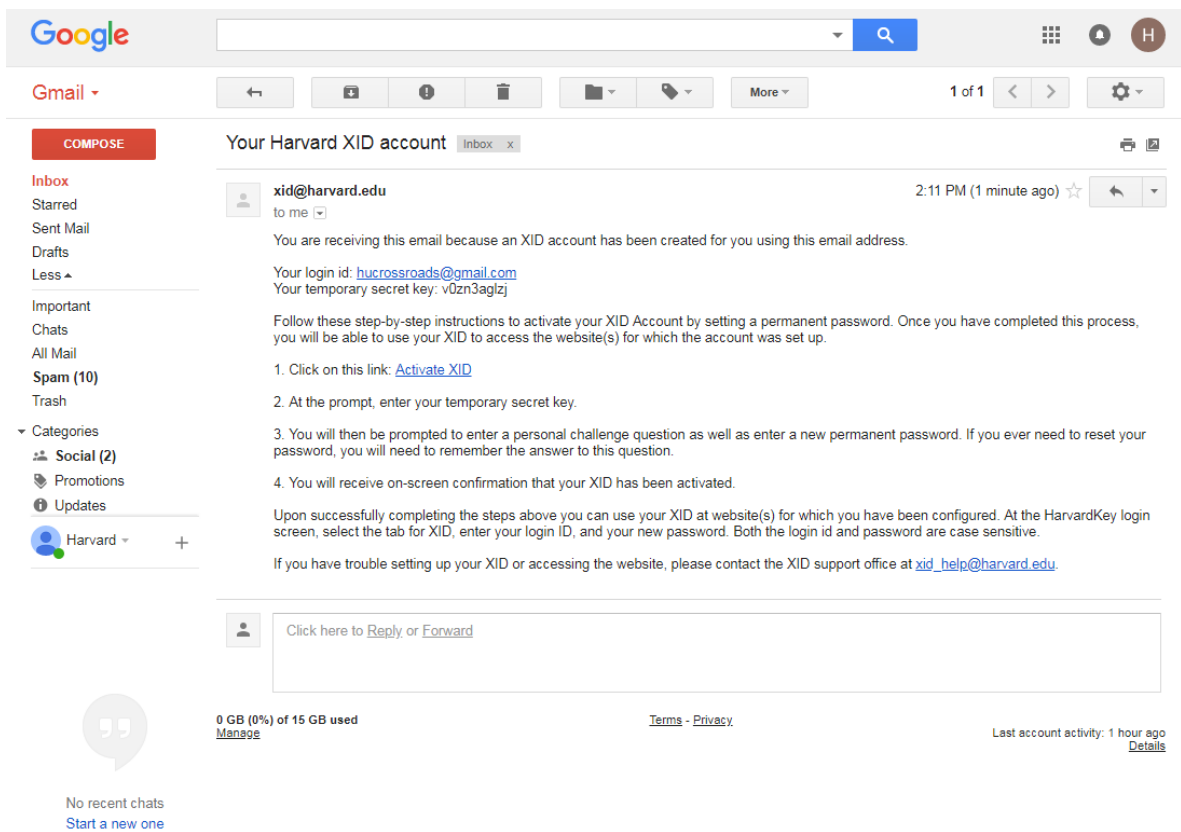 Google
H
Gmail
More
1 of 1
COMPOSE
Your Harvard XID account Inbox x
Inbox
Starred
Sent Mail
Drafts
Less
Important
Chats
All Mail
Spam (10)
Trash
Categories
Social (2)
Promotions
Updates
Harvard
+
xid@harvard.edu
2:11 PM (1 minute ago)
to me
You are receiving this email because an XID account has been created for you using this email address.
Your login id: hucrossroads@gmail.com
Your temporary secret key: v0zn3aglzj
Follow these step-by-step instructions to activate your XID Account by setting a permanent password. Once you have completed this process,
you will be able to use your XID to access the website(s) for which the account was set up.
1. Click on this link: Activate XID
2. At the prompt, enter your temporary secret key.
3. You will then be prompted to enter a personal challenge question as well as enter a new permanent password. If you ever need to reset your
password, you will need to remember the answer to this question.
4. You will receive on-screen confirmation that your XID has been activated.
Upon successfully completing the steps above you can use your XID at website(s) for which you have been configured. At the HarvardKey login
screen, select the tab for XID, enter your login ID, and your new password. Both the login id and password are case sensitive.
If you have trouble setting up your XID or accessing the website, please contact the XID support office at xid_help@harvard.edu.
Click here to Reply or Forward
0 GB (0%) of 15 GB used
Manage
Terms - Privacy
Last account activity: 1 hour ago
Details
No recent chats
Start a new one